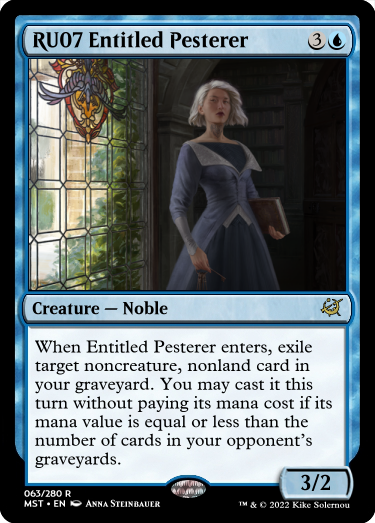 RU07 Entitled Pesterer 3
Creature — Noble
When Entitled Pesterer enters, exile
target noncreature, nonland card in
your graveyard. You may cast it this
turn without paying its mana cost if its
mana value is equal or less than the
number of cards in your opponent's
graveyards.
3/2
063/280 R
MST • EN Anna Steinbauer
™ & © 2022 Kike Solernou